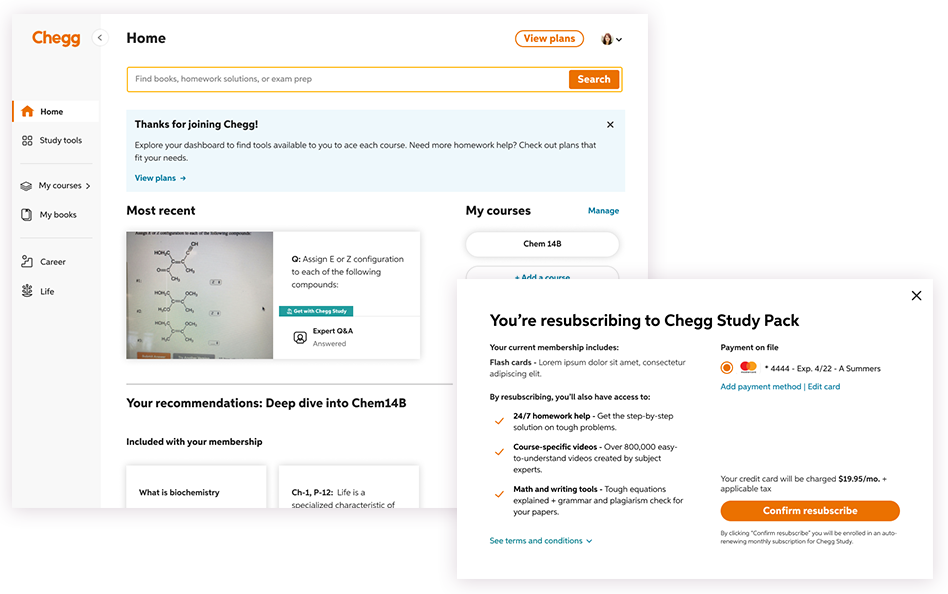 Chegg
Home
View plans
Find books, homework solutions, or exam prep
Search
Home
Study tools
My courses
My books
Career
Life
Thanks for joining Chegg!
Explore your dashboard to find tools available to you to ace each course. Need more homework help? Check out plans that
fit your needs.
View plans →
Most recent
Assign E or Z configuration to each of the following compounds:
Q: Assign E or Z configuration
to each of the following
compounds:
Get with Chegg Study
Expert Q&A
Answered
My courses
Manage
Chem 14B
+ Add a course
Your recommendations: Deep dive into Chem14B
Included with your membership
What is biochemistry
Ch-1, P-12: Life is a
specialized characteristic of
You’re resubscribing to Chegg Study Pack
Your current membership includes:
Flash cards - Lorem ipsum dolor sit amet, consectetur
adipiscing elit.
By resubscribing, you’ll also have access to:
24/7 homework help - Get the step-by-step
solution on tough problems.
Course-specific videos - Over 800,000 easy-
to-understand videos created by subject
experts.
Math and writing tools - Tough equations
explained + grammar and plagiarism check for
your papers.
See terms and conditions
Payment on file
* 4444 - Exp. 4/22 - A Summers
Add payment method | Edit card
Your credit card will be charged $19.95/mo. +
applicable tax
Confirm resubscribe
By clicking “Confirm resubscribe” you will be enrolled in an auto-
renewing monthly subscription for Chegg Study.